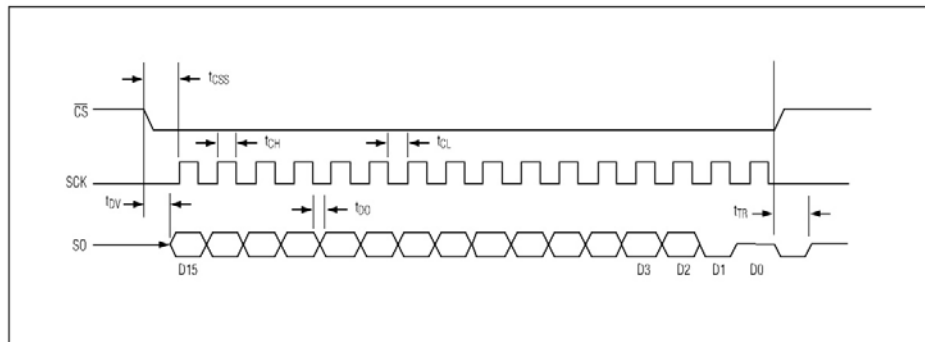 tCSS
CS
tCH
tCL
SCK
tDV
tDO
tTR
SO
D15
D3
D2
D1
D0